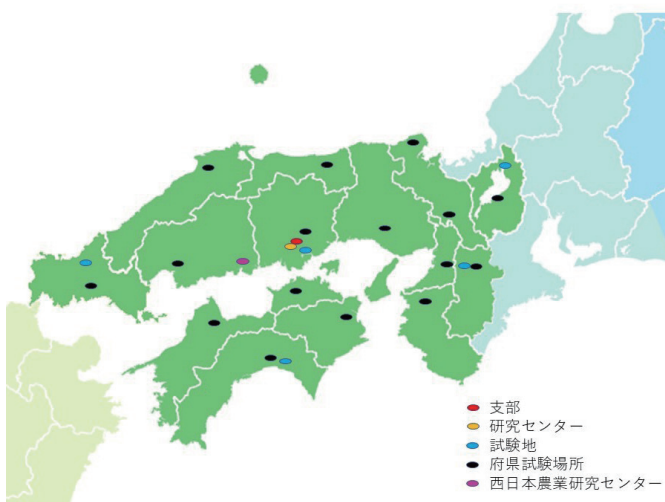 支部
研究センター
試験地
府県試験場所
西日本農業研究センター